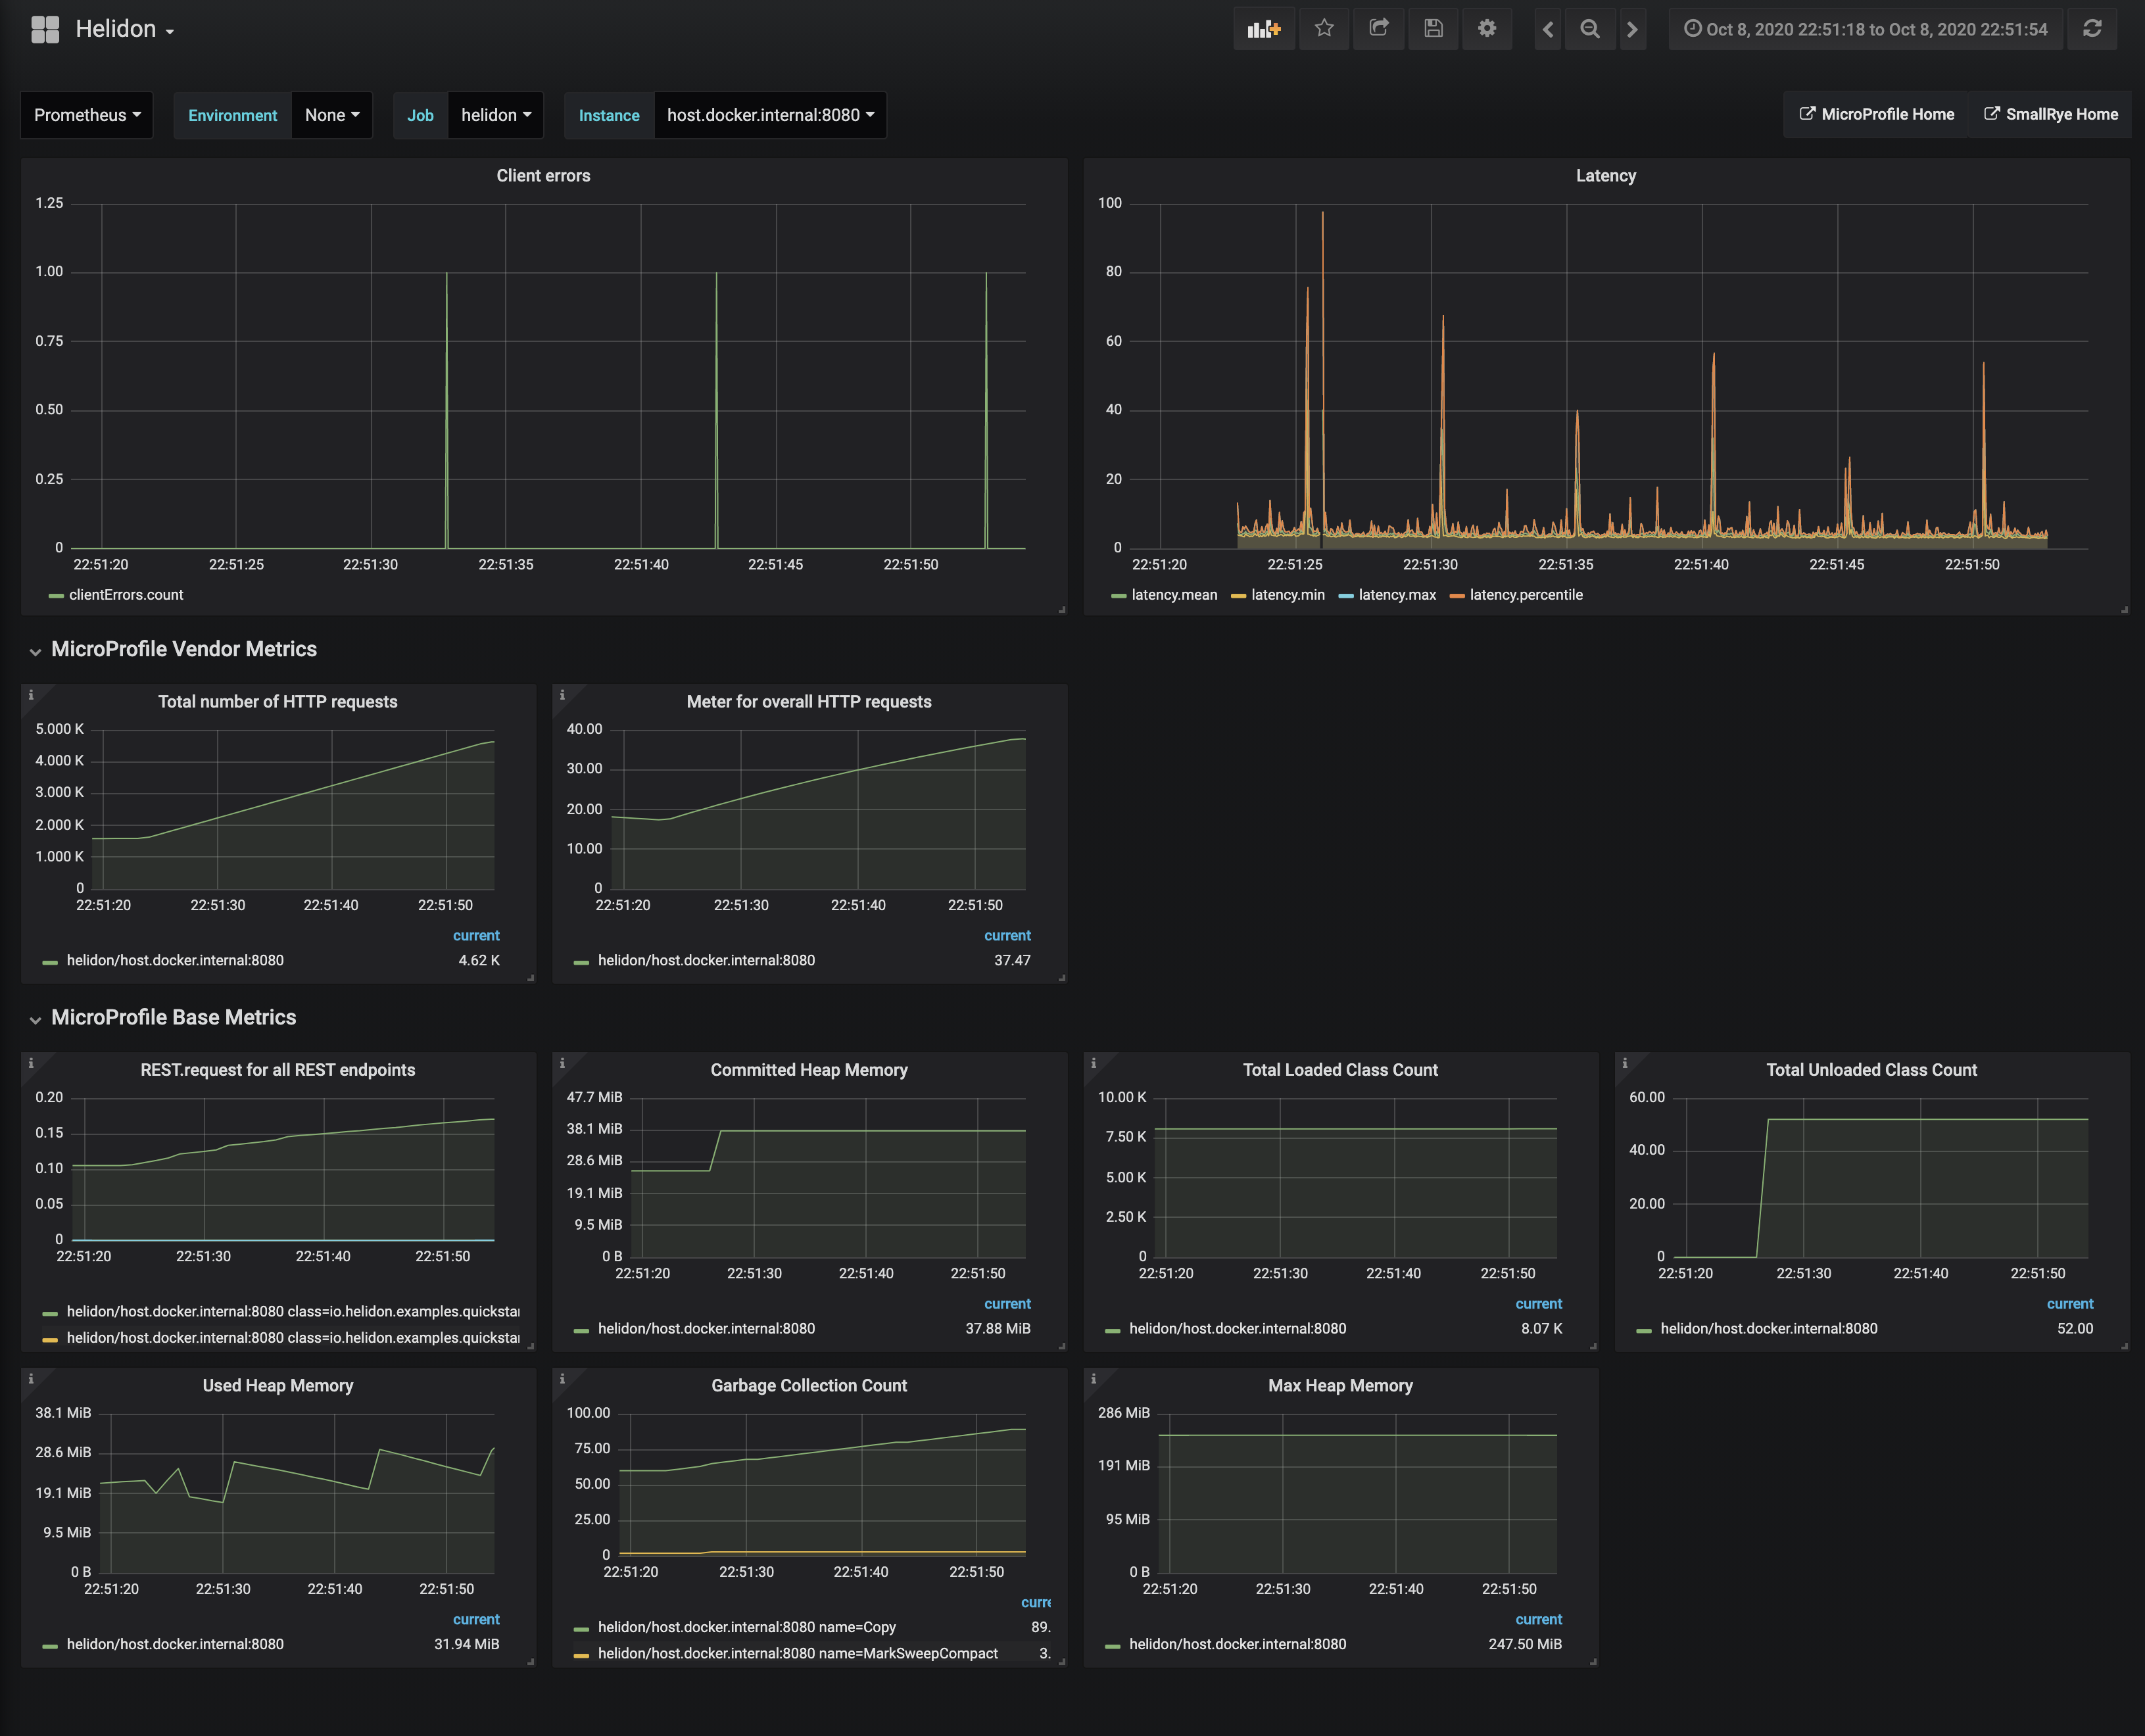 Helidon
Oct 8, 2020 22:51:18 to Oct 8, 2020 22:51:54
Prometheus Environment None Job helidon Instance host.docker.internal:8080 MicroProfile Home SmallRye Home
Client errors
1.25
1.00
0.75
0.50
0.25
0
22:51:20 22:51:25 22:51:30 22:51:35 22:51:40 22:51:45 22:51:50
clientErrors.count
Latency
100
80
60
40
20
0
22:51:20 22:51:25 22:51:30 22:51:35 22:51:40 22:51:45 22:51:50
latency.mean latency.min latency.max latency.percentile
MicroProfile Vendor Metrics
Total number of HTTP requests
5.000 K
4.000 K
3.000 K
2.000 K
1.000 K
0
22:51:20 22:51:30 22:51:40 22:51:50
current
helidon/host.docker.internal:8080 4.62 K
Meter for overall HTTP requests
40.00
30.00
20.00
10.00
0
22:51:20 22:51:30 22:51:40 22:51:50
current
helidon/host.docker.internal:8080 37.47
MicroProfile Base Metrics
REST.request for all REST endpoints
0.20
0.15
0.10
0.05
0
22:51:20 22:51:30 22:51:40 22:51:50
helidon/host.docker.internal:8080 class=io.helidon.examples.quickstar
helidon/host.docker.internal:8080 class=io.helidon.examples.quickstar
Committed Heap Memory
47.7 MiB
38.1 MiB
28.6 MiB
19.1 MiB
9.5 MiB
0 B
22:51:20 22:51:30 22:51:40 22:51:50
current
helidon/host.docker.internal:8080 37.88 MiB
Total Loaded Class Count
10.00 K
7.50 K
5.00 K
2.50 K
0
22:51:20 22:51:30 22:51:40 22:51:50
current
helidon/host.docker.internal:8080 8.07 K
Total Unloaded Class Count
60.00
40.00
20.00
0
22:51:20 22:51:30 22:51:40 22:51:50
current
helidon/host.docker.internal:8080 52.00
Used Heap Memory
38.1 MiB
28.6 MiB
19.1 MiB
9.5 MiB
0 B
22:51:20 22:51:30 22:51:40 22:51:50
current
helidon/host.docker.internal:8080 31.94 MiB
Garbage Collection Count
100.00
75.00
50.00
25.00
0
22:51:20 22:51:30 22:51:40 22:51:50
curre
helidon/host.docker.internal:8080 name=Copy 89.
helidon/host.docker.internal:8080 name=MarkSweepCompact 3.
Max Heap Memory
286 MiB
191 MiB
95 MiB
0 B
22:51:20 22:51:30 22:51:40 22:51:50
current
helidon/host.docker.internal:8080 247.50 MiB